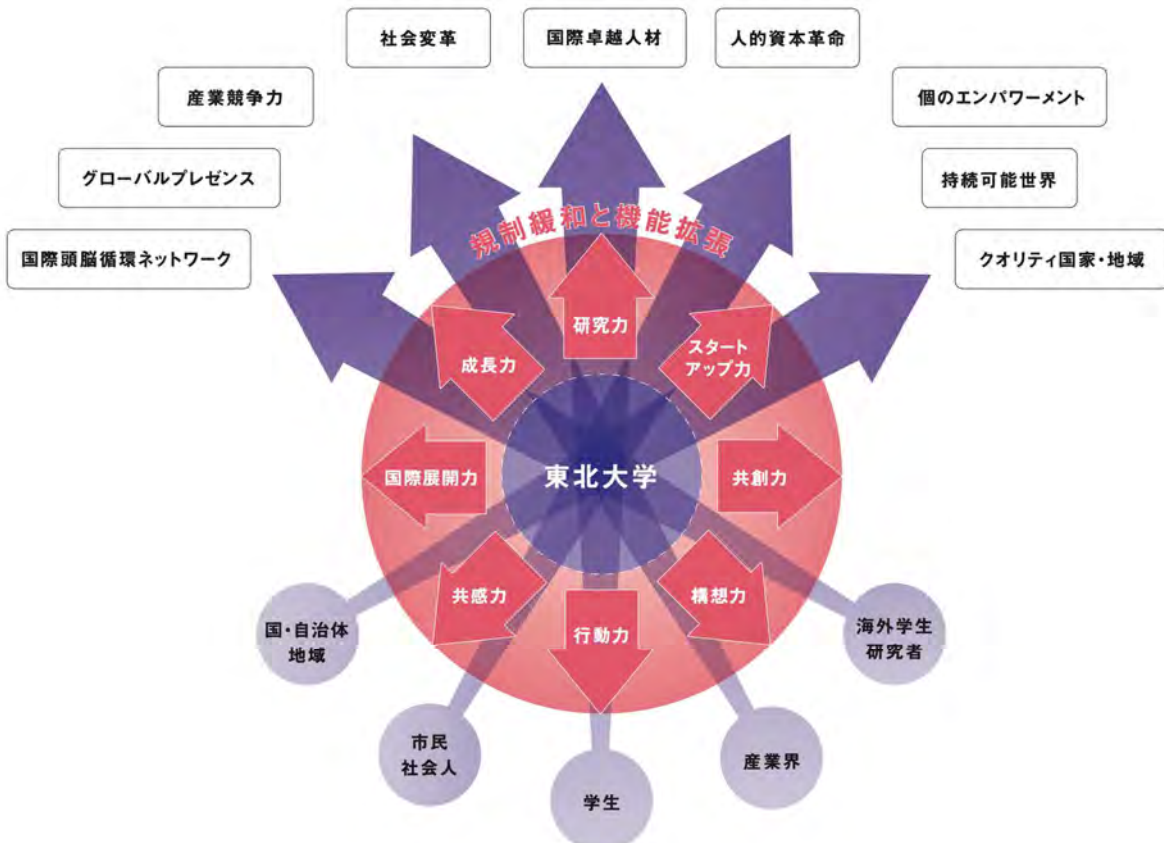 社会変革
国際卓越人材
人的資本革命
産業競争力
個のエンパワーメント
グローバルプレゼンス
持続可能世界
国際頭脳循環ネットワーク
クオリティ国家・地域
規制緩和と機能拡張
研究力
成長力
スタート
アップ力
国際展開力
東北大学
共創力
共感力
行動力
構想力
国・自治体
地域
海外学生
研究者
市民
社会人
学生
産業界